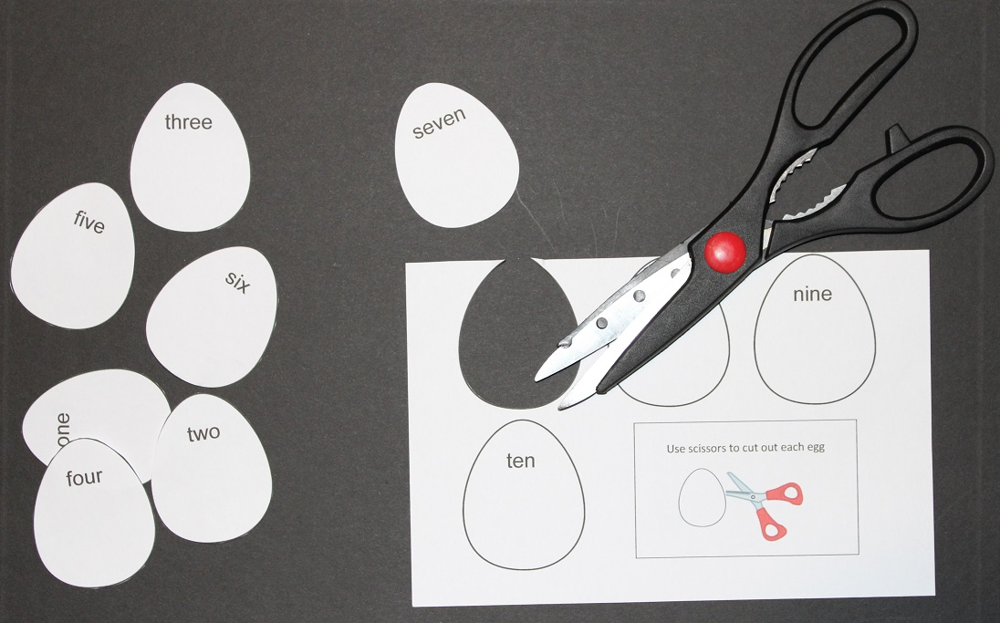 three
seven
five
six
one
two
four
nine
ten
Use scissors to cut out each egg